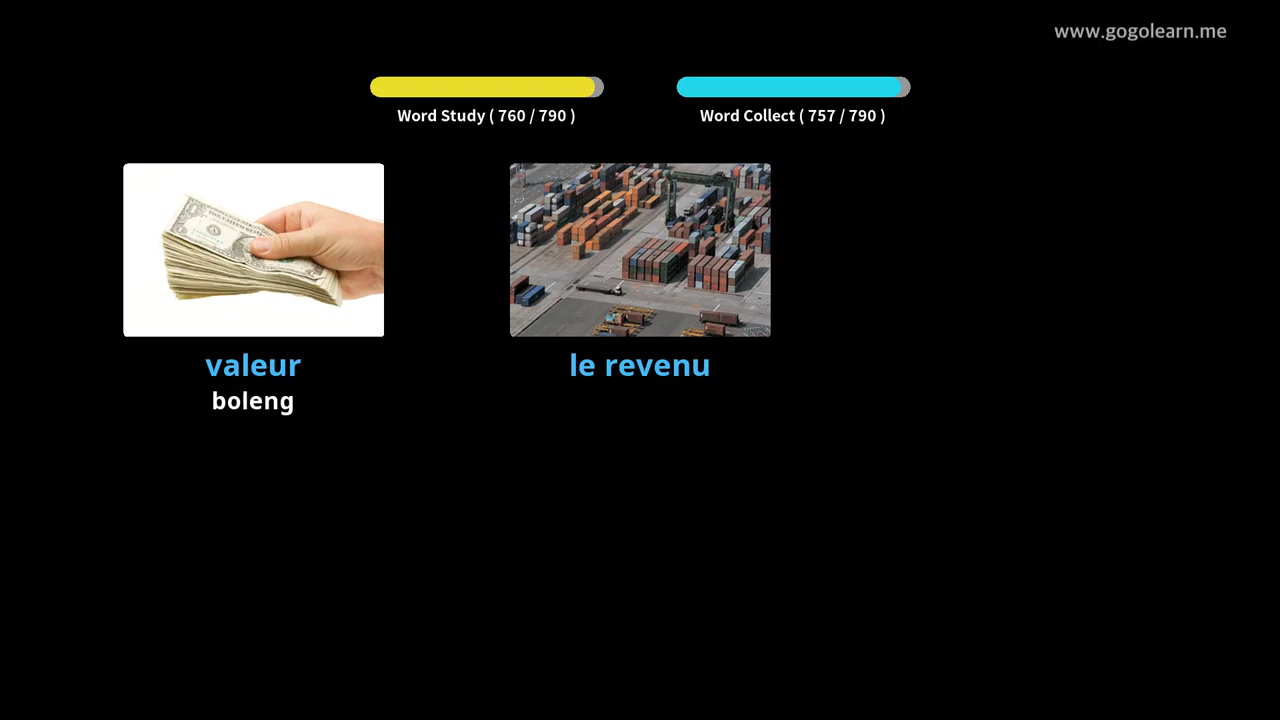 www.gogolearn.me
Word Study ( 760 / 790 )
Word Collect ( 757 / 790 )
valeur
le revenu
boleng